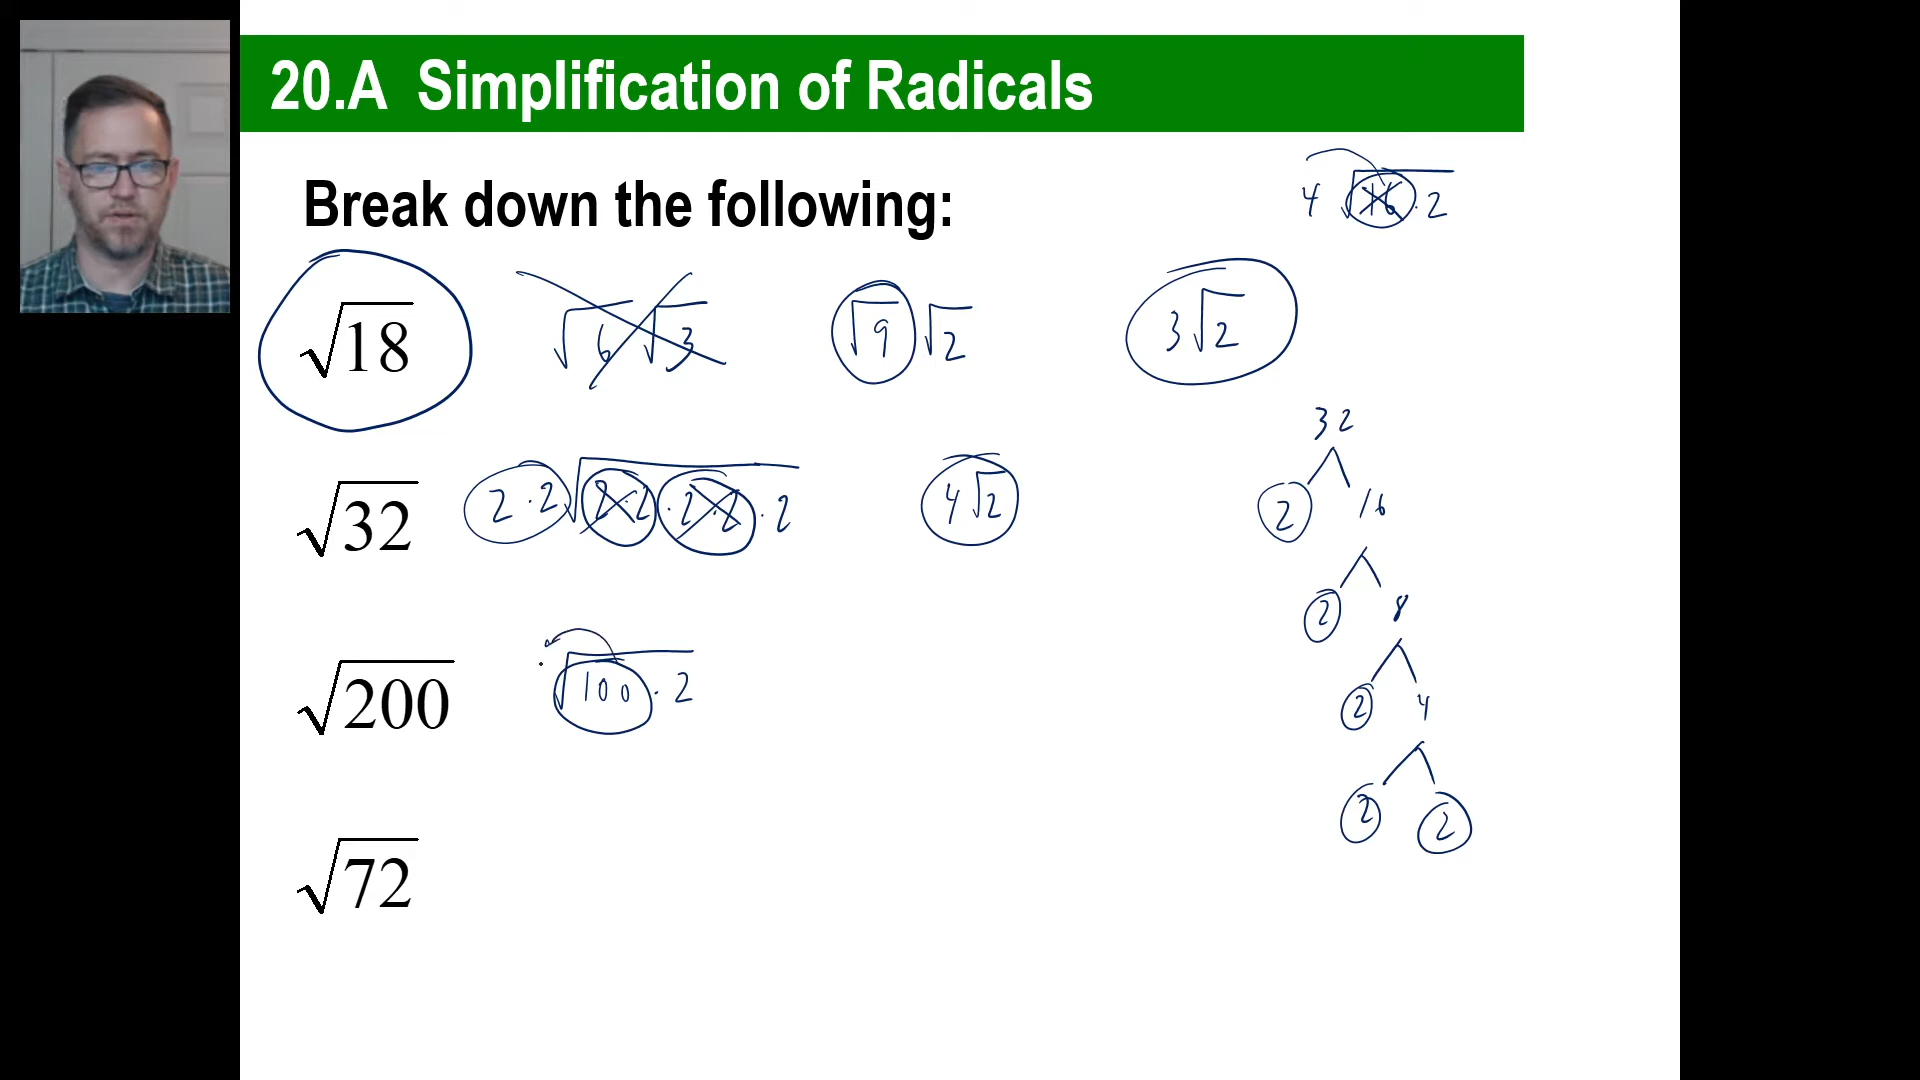 20.A Simplification of Radicals
Break down the following:
4 √16 · 2
√18 √6 √3 √9 √2 3√2
32
√32 2 · 2 √2 · 2 · 2 · 2 · 2 4√2
2 16
2 8
√200 √100 · 2
2 4
2 2
√72